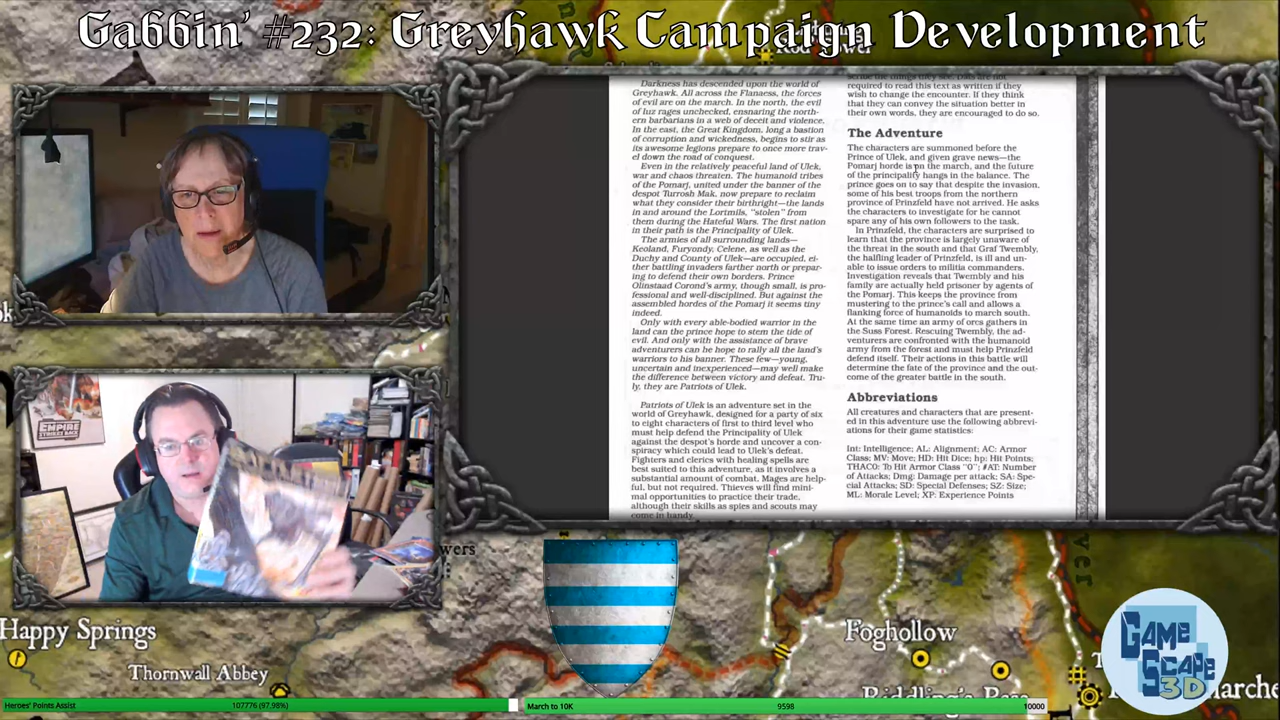 Gabbin' #232: Greyhawk Campaign Development
Darkness has descended upon the world of
Greyhawk. All across the Flanaess, the forces
of evil are on the march. In the north, the evil
of Iuz rages unchecked, ensnaring the north-
ern barbarians in a web of deceit and violence.
In the east, the Great Kingdom, long a bastion
of corruption and wickedness, begins to stir as
its awesome legions prepare to once more trav-
el down the road of conquest.
Even in the relatively peaceful land of Ulek,
war and chaos threaten. The humanoid tribes
of the Pomarj, united under the banner of the
despot Turrosh Mak, now prepare to reclaim
what they consider their birthright—the lands
in and around the Lortmils, "stolen" from
them during the Hateful Wars. The first nation
in their path is the Principality of Ulek.
The armies of all surrounding lands—
Keoland, Furyondy, Celene, as well as the
Duchy and County of Ulek—are occupied, ei-
ther battling invaders farther north or prepar-
ing to defend their own borders. Prince
Olinstaad Corond's army, though small, is pro-
fessional and well-disciplined. But against the
assembled hordes of the Pomarj it seems tiny
indeed.
Only with every able-bodied warrior in the
land can the prince hope to stem the tide of
evil. And only with the assistance of brave
adventurers can he hope to rally all the land's
warriors to his banner. These few—young,
uncertain and inexperienced—may well make
the difference between victory and defeat. Tru-
ly, they are Patriots of Ulek.
Patriots of Ulek is an adventure set in the
world of Greyhawk, designed for a party of six
to eight characters of first to third level who
must help defend the Principality of Ulek
against the despot's horde and uncover a con-
spiracy which could lead to Ulek's defeat.
Fighters and clerics with healing spells are
best suited to this adventure, as it involves a
substantial amount of combat. Mages are help-
ful, but not required. Thieves will find mini-
mal opportunities to practice their trade,
although their skills as spies and scouts may
come in handy.
required to read this text as written if they
wish to change the encounter. If they think
that they can convey the situation better in
their own words, they are encouraged to do so.
The Adventure
The characters are summoned before the
Prince of Ulek, and given grave news—the
Pomarj horde is on the march, and the future
of the principality hangs in the balance. The
prince goes on to say that despite the invasion,
some of his best troops from the northern
province of Prinzfeld have not arrived. He asks
the characters to investigate for he cannot
spare any of his own followers to the task.
In Prinzfeld, the characters are surprised to
learn that the province is largely unaware of
the threat in the south and that Graf Twembly,
the halfling leader of Prinzfeld, is ill and un-
able to issue orders to militia commanders.
Investigation reveals that Twembly and his
family are actually held prisoner by agents of
the Pomarj. This keeps the province from
mustering to the prince's call and allows a
flanking force of humanoids to march south.
At the same time an army of orcs gathers in
the Suss Forest. Rescuing Twembly, the ad-
venturers are confronted with the humanoid
army from the forest and must help Prinzfeld
defend itself. Their actions in this battle will
determine the fate of the province and the out-
come of the greater battle in the south.
Abbreviations
All creatures and characters that are present-
ed in this adventure use the following abbrevi-
ations for their game statistics:
Int: Intelligence; AL: Alignment; AC: Armor
Class; MV: Move; HD: Hit Dice; hp: Hit Points;
THAC0: To Hit Armor Class "0"; #AT: Number
of Attacks; Dmg: Damage per attack; SA: Spe-
cial Attacks; SD: Special Defenses; SZ: Size;
ML: Morale Level; XP: Experience Points
EMPIRE
STRIKES BACK
wers
Happy Springs
Thornwall Abbey
Foghollow
GAME
SCAPE
3D
Heroes' Points Assist 107776 (97.98%)
March to 10K 9598 10000